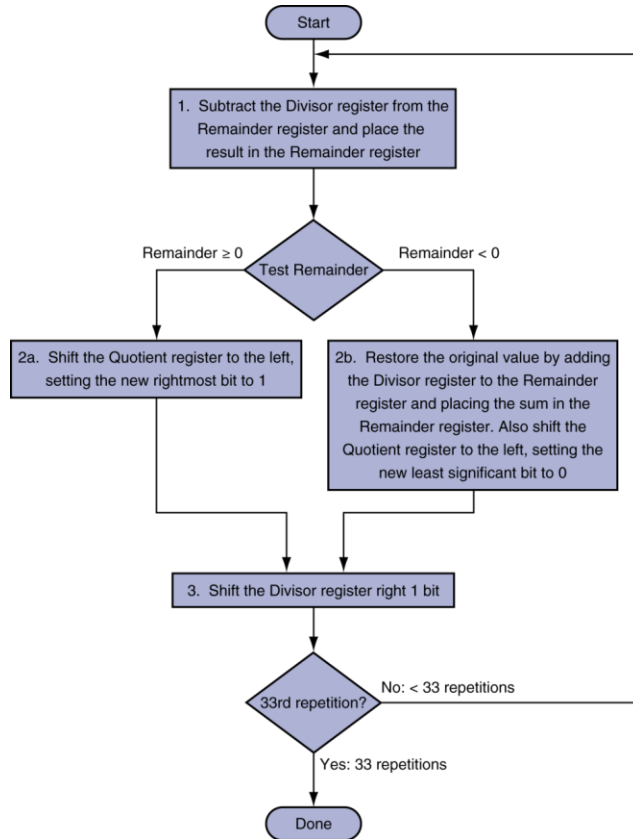 Start
1. Subtract the Divisor register from the
Remainder register and place the
result in the Remainder register
Remainder ≥ 0
Remainder < 0
Test Remainder
2a. Shift the Quotient register to the left,
setting the new rightmost bit to 1
2b. Restore the original value by adding
the Divisor register to the Remainder
register and placing the sum in the
Remainder register. Also shift the
Quotient register to the left, setting the
new least significant bit to 0
3. Shift the Divisor register right 1 bit
33rd repetition?
No: < 33 repetitions
Yes: 33 repetitions
Done